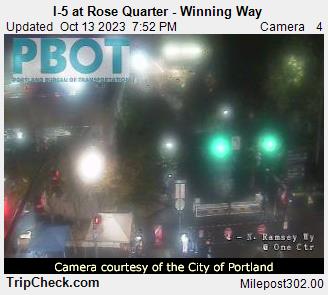 I-5 at Rose Quarter - Winning Way
Updated Oct 13 2023 7:52 PM Camera 4
PBOT
PORTLAND BUREAU OF TRANSPORTATION
4 - N. Ramsey Wy
@ One Ctr
Camera courtesy of the City of Portland
TripCheck.com Milepost302.00